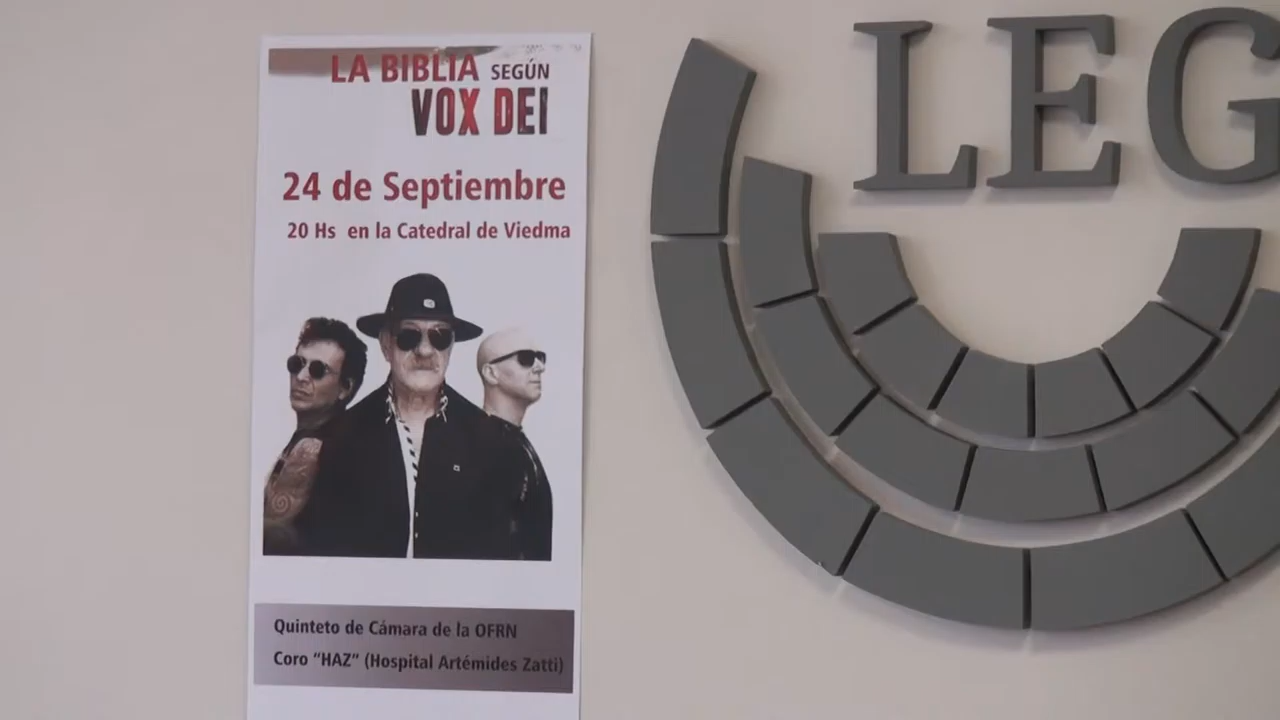 LA BIBLIA SEGÚN
VOX DEI
24 de Septiembre
20 Hs en la Catedral de Viedma
Quinteto de Cámara de la OFRN
Coro "HAZ" (Hospital Artémides Zatti)
LEG